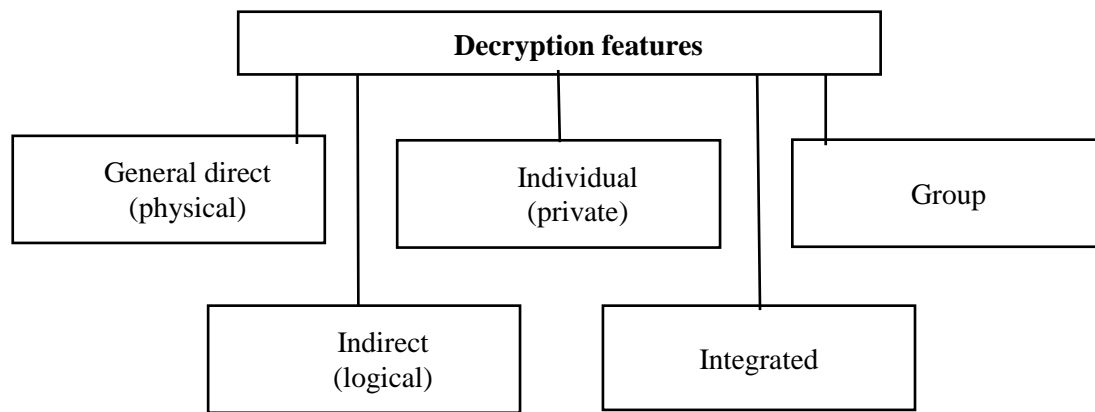 Decryption features
General direct
(physical)
Individual
(private)
Group
Indirect
(logical)
Integrated